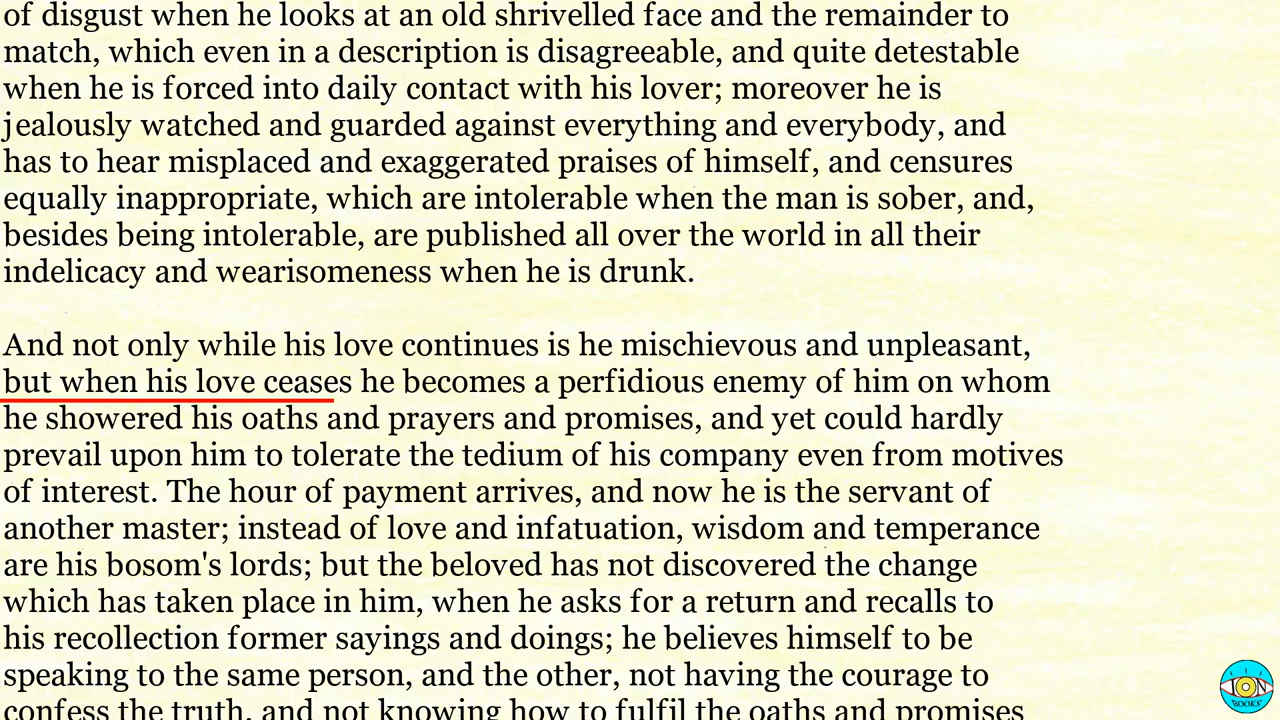 of disgust when he looks at an old shrivelled face and the remainder to
match, which even in a description is disagreeable, and quite detestable
when he is forced into daily contact with his lover; moreover he is
jealously watched and guarded against everything and everybody, and
has to hear misplaced and exaggerated praises of himself, and censures
equally inappropriate, which are intolerable when the man is sober, and,
besides being intolerable, are published all over the world in all their
indelicacy and wearisomeness when he is drunk.
And not only while his love continues is he mischievous and unpleasant,
but when his love ceases he becomes a perfidious enemy of him on whom
he showered his oaths and prayers and promises, and yet could hardly
prevail upon him to tolerate the tedium of his company even from motives
of interest. The hour of payment arrives, and now he is the servant of
another master; instead of love and infatuation, wisdom and temperance
are his bosom's lords; but the beloved has not discovered the change
which has taken place in him, when he asks for a return and recalls to
his recollection former sayings and doings; he believes himself to be
speaking to the same person, and the other, not having the courage to
confess the truth, and not knowing how to fulfil the oaths and promises
ION
BOOKS